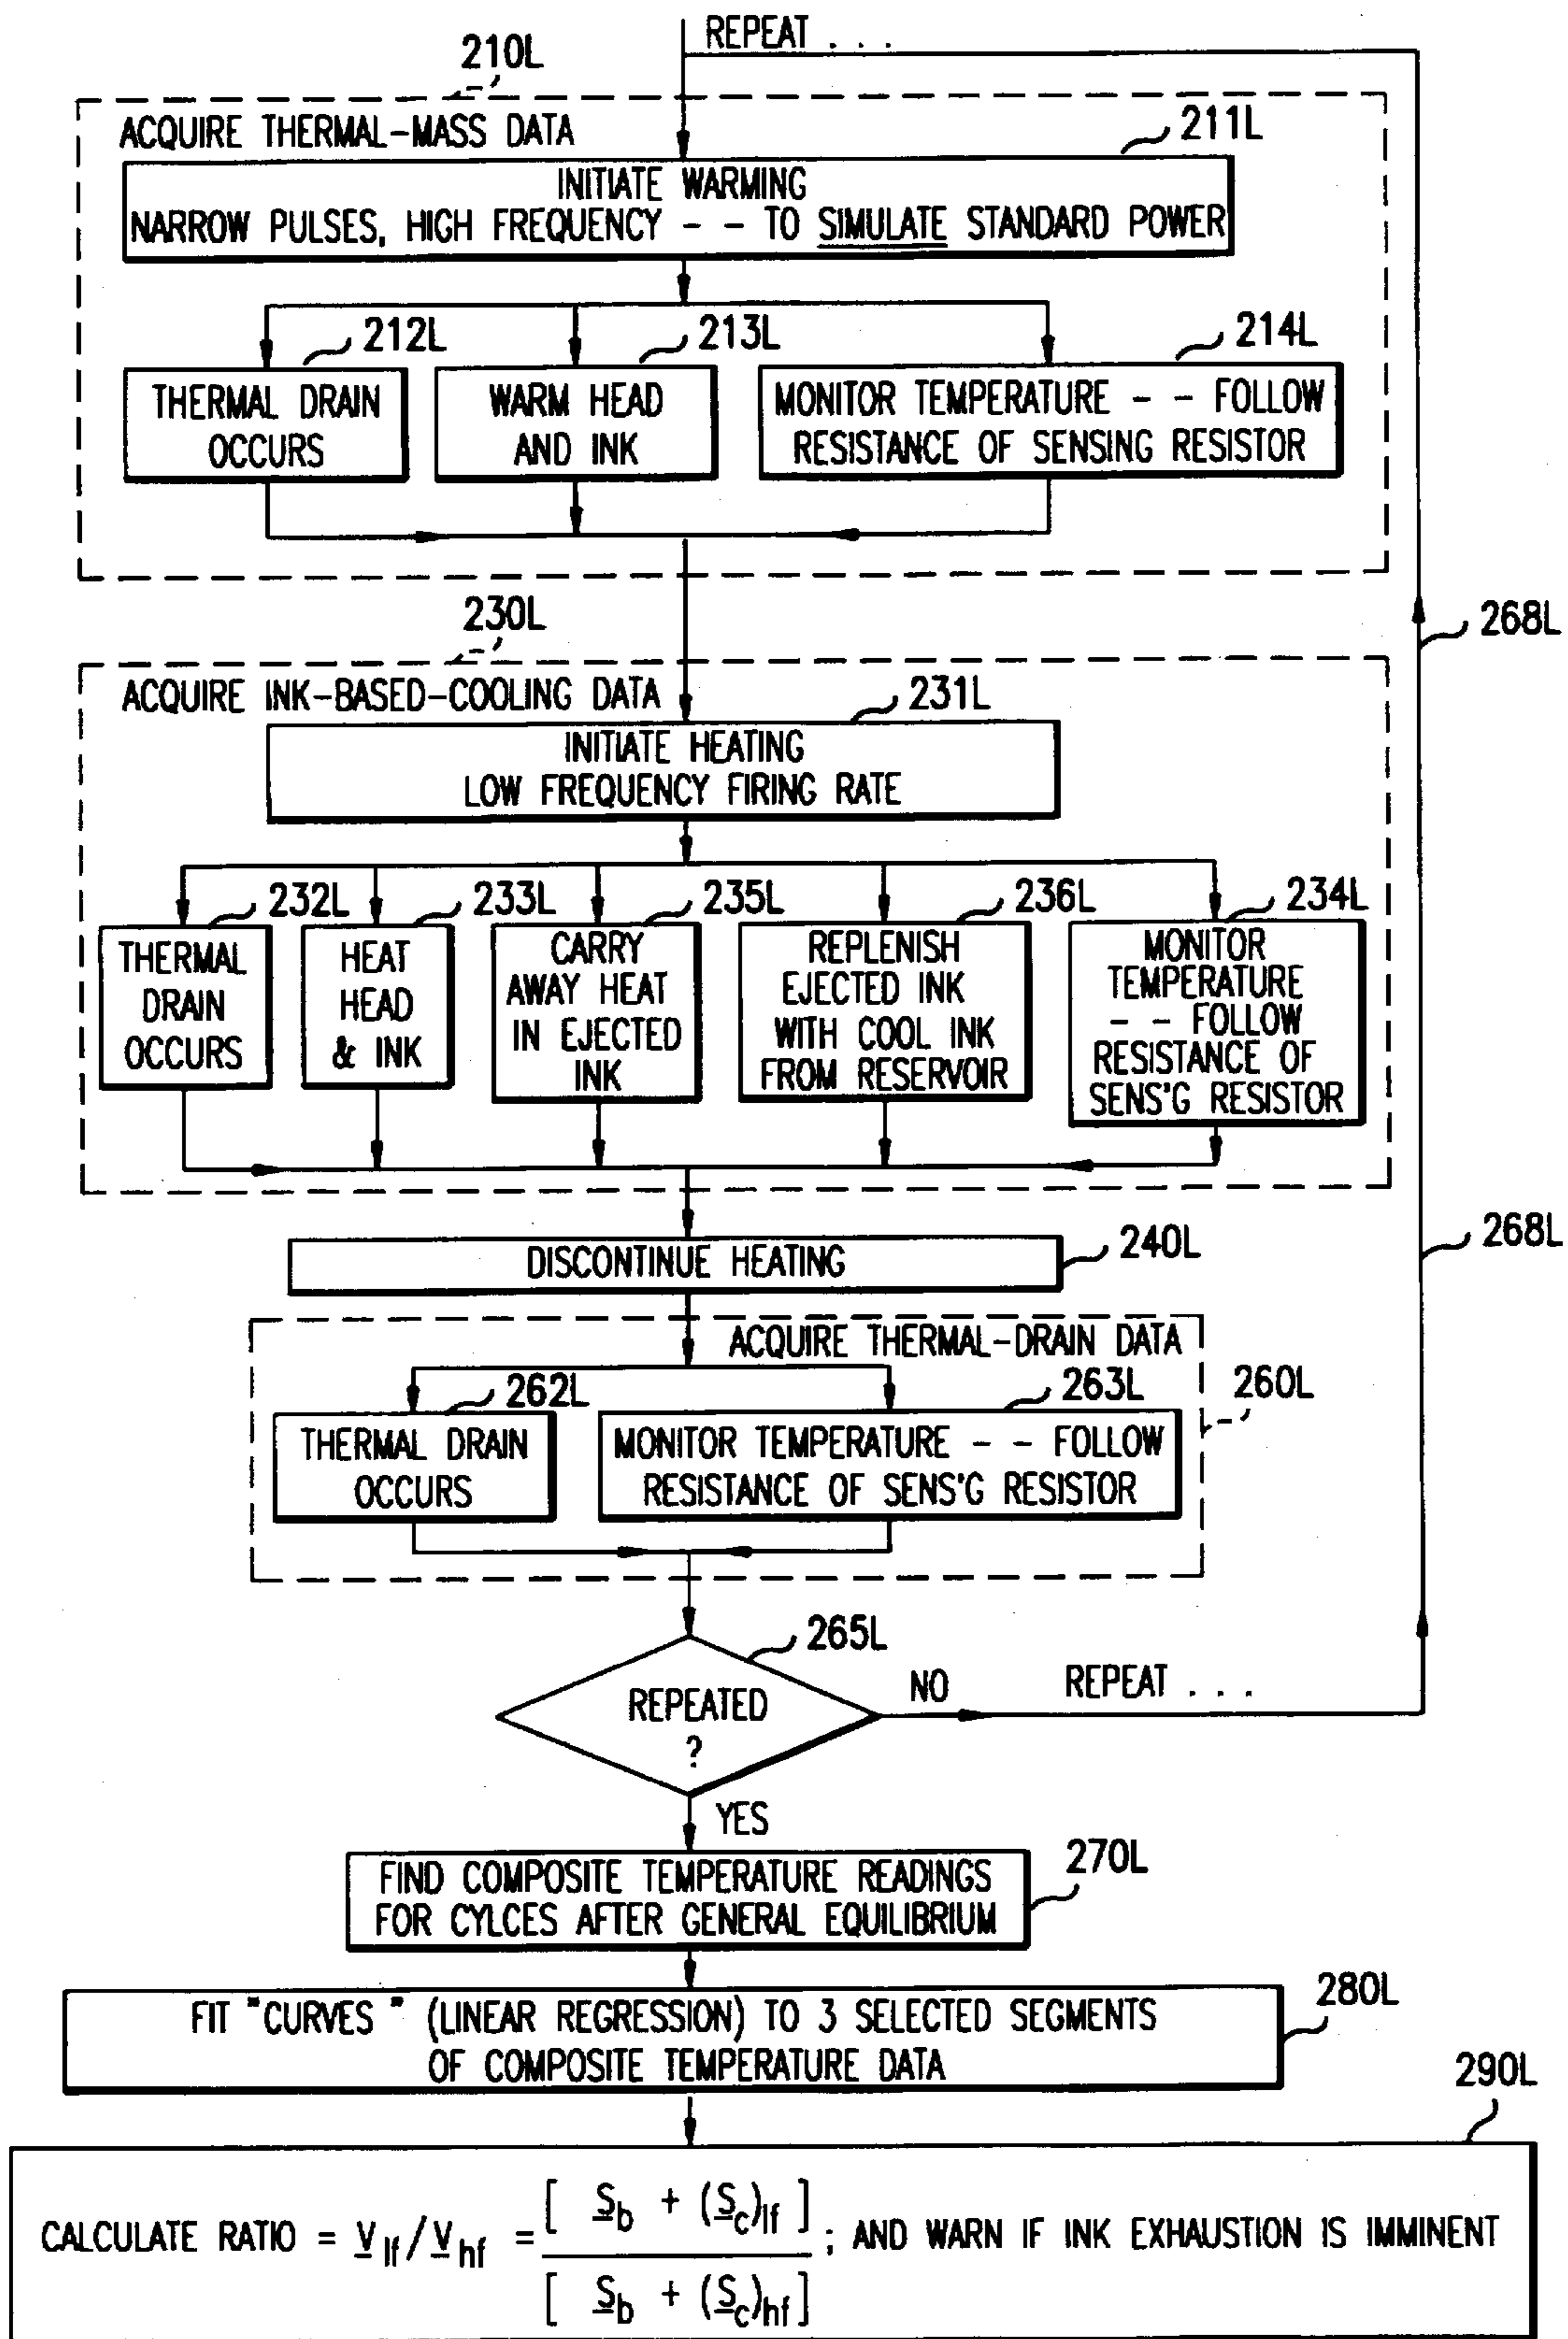 REPEAT . . .
210L
ACQUIRE THERMAL-MASS DATA
211L
INITIATE WARMING
NARROW PULSES, HIGH FREQUENCY - - TO SIMULATE STANDARD POWER
212L
213L
214L
THERMAL DRAIN
OCCURS
WARM HEAD
AND INK
MONITOR TEMPERATURE - - FOLLOW
RESISTANCE OF SENSING RESISTOR
230L
268L
ACQUIRE INK-BASED-COOLING DATA
231L
INITIATE HEATING
LOW FREQUENCY FIRING RATE
232L
233L
235L
236L
234L
THERMAL
DRAIN
OCCURS
HEAT
HEAD
& INK
CARRY
AWAY HEAT
IN EJECTED
INK
REPLENISH
EJECTED INK
WITH COOL INK
FROM RESERVOIR
MONITOR
TEMPERATURE
- - FOLLOW
RESISTANCE OF
SENS'G RESISTOR
268L
DISCONTINUE HEATING
240L
ACQUIRE THERMAL-DRAIN DATA
262L
263L
260L
THERMAL DRAIN
OCCURS
MONITOR TEMPERATURE - - FOLLOW
RESISTANCE OF SENS'G RESISTOR
265L
REPEATED
?
NO
REPEAT . . .
YES
FIND COMPOSITE TEMPERATURE READINGS
FOR CYLCES AFTER GENERAL EQUILIBRIUM
270L
FIT "CURVES" (LINEAR REGRESSION) TO 3 SELECTED SEGMENTS
OF COMPOSITE TEMPERATURE DATA
280L
290L
CALCULATE RATIO = v_lf/v_hf = [ S_b + (S_c)_lf ] / [ S_b + (S_c)_hf ] ; AND WARN IF INK EXHAUSTION IS IMMINENT